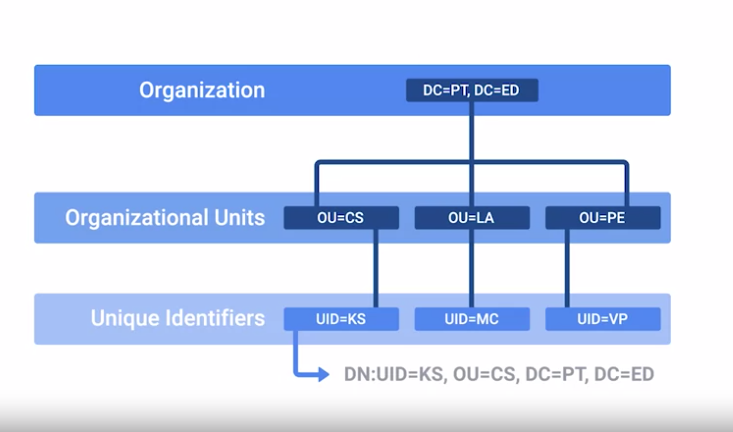 Organization
DC=PT, DC=ED
Organizational Units
OU=CS
OU=LA
OU=PE
Unique Identifiers
UID=KS
UID=MC
UID=VP
DN:UID=KS, OU=CS, DC=PT, DC=ED